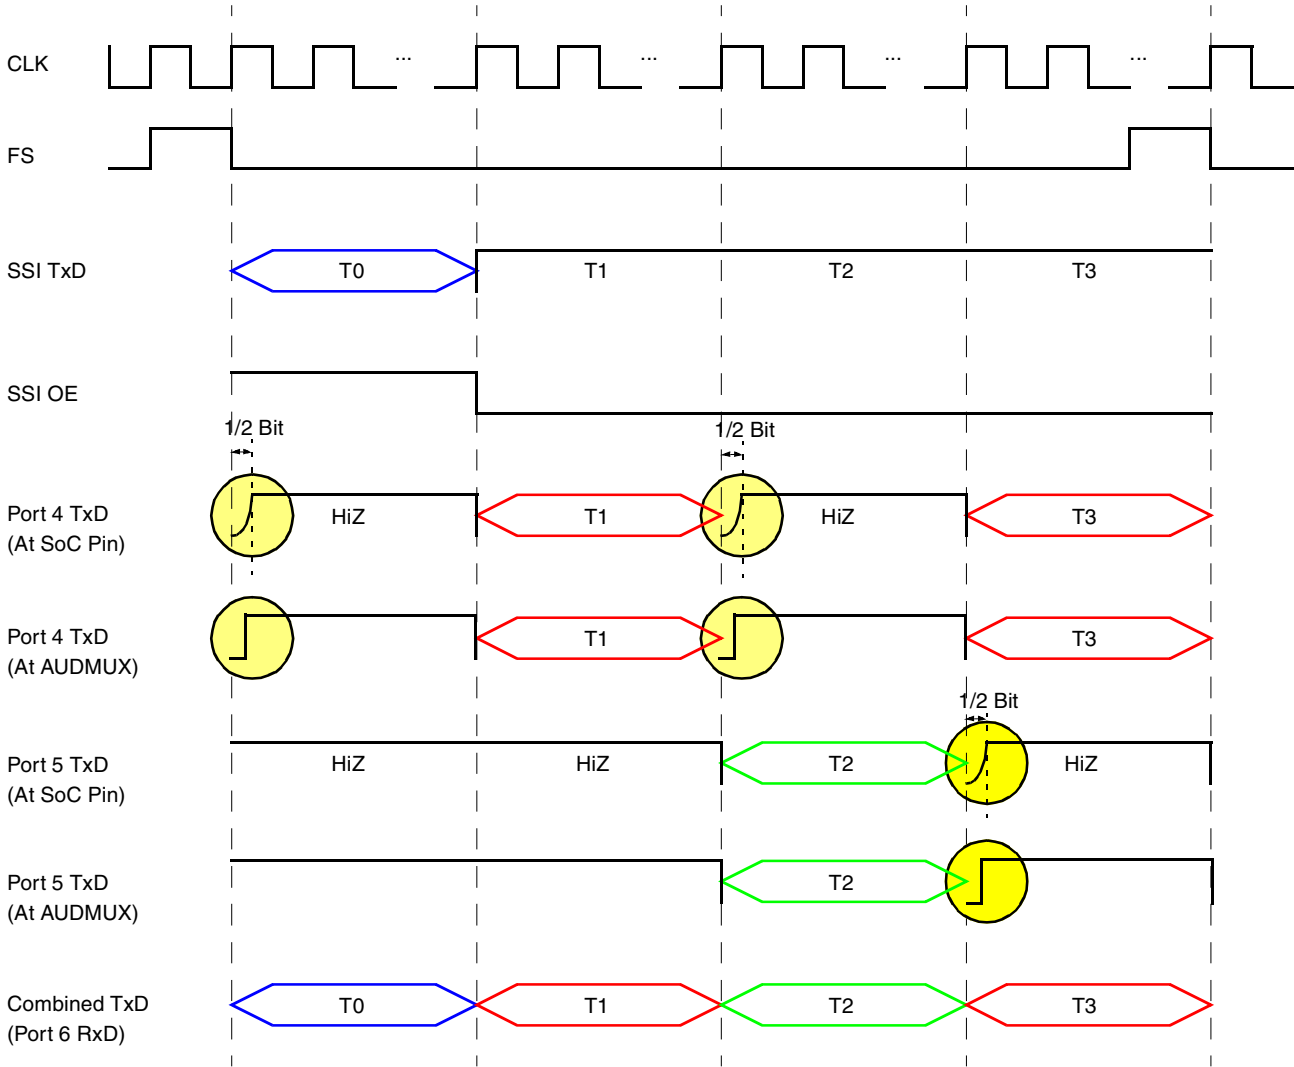 CLK
... ... ... ...
FS
SSI TxD T0 T1 T2 T3
SSI OE
1/2 Bit 1/2 Bit
Port 4 TxD
(At SoC Pin)
HiZ T1 HiZ T3
Port 4 TxD
(At AUDMUX)
T1 T3
1/2 Bit
Port 5 TxD
(At SoC Pin)
HiZ HiZ T2 HiZ
Port 5 TxD
(At AUDMUX)
T2
Combined TxD
(Port 6 RxD)
T0 T1 T2 T3